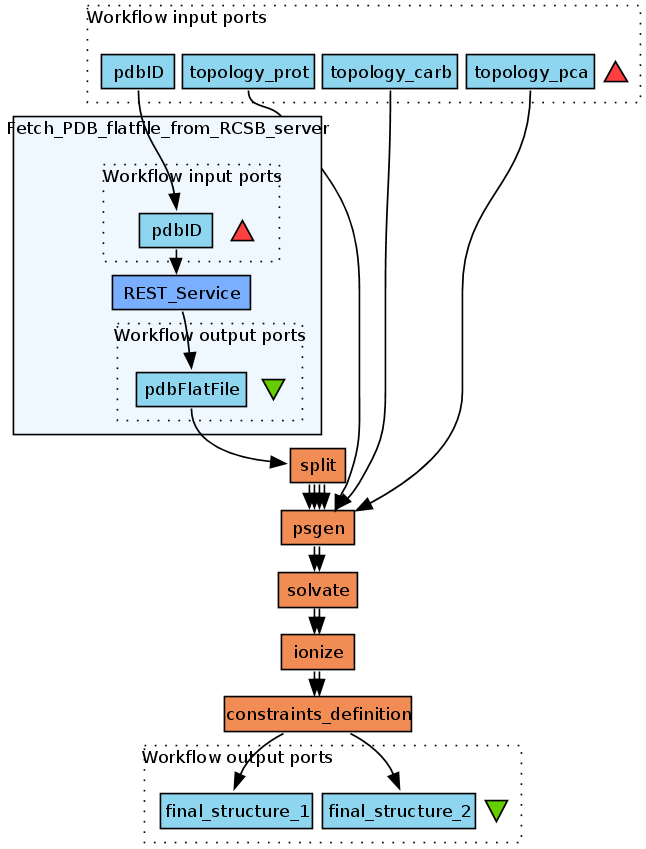 Workflow input ports
pdbID
topology_prot
topology_carb
topology_pca
Fetch_PDB_flatfile_from_RCSB_server
Workflow input ports
pdbID
REST_Service
Workflow output ports
pdbFlatFile
split
psgen
solvate
ionize
constraints_definition
Workflow output ports
final_structure_1
final_structure_2